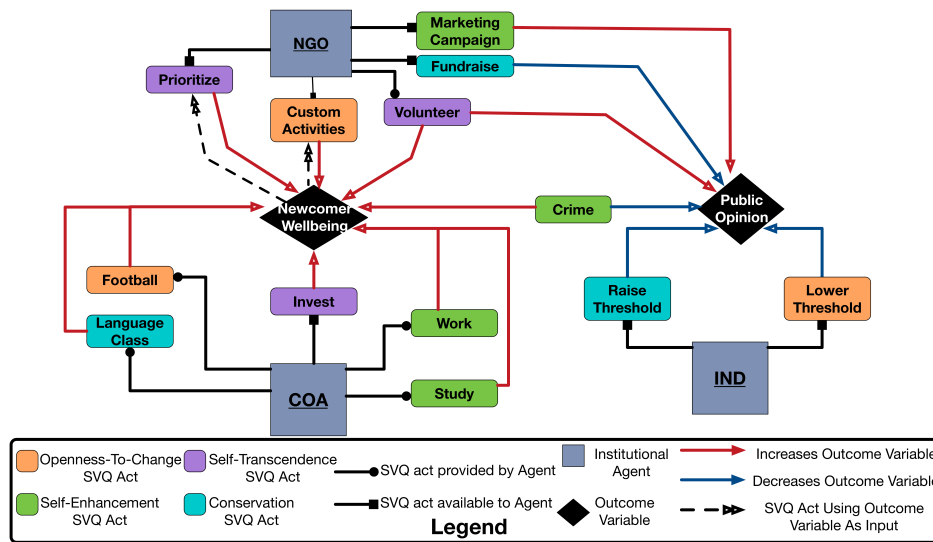 NGO
Marketing
Campaign
Fundraise
Prioritize
Custom
Activities
Volunteer
Newcomer
Wellbeing
Crime
Public
Opinion
Football
Invest
Raise
Threshold
Lower
Threshold
Language
Class
Work
COA
Study
IND
Openness-To-Change
SVQ Act
Self-Transcendence
SVQ Act
SVQ act provided by Agent
Institutional
Agent
Increases Outcome Variable
Decreases Outcome Variable
Self-Enhancement
SVQ Act
Conservation
SVQ Act
SVQ act available to Agent
Outcome
Variable
SVQ Act Using Outcome
Variable As Input
Legend